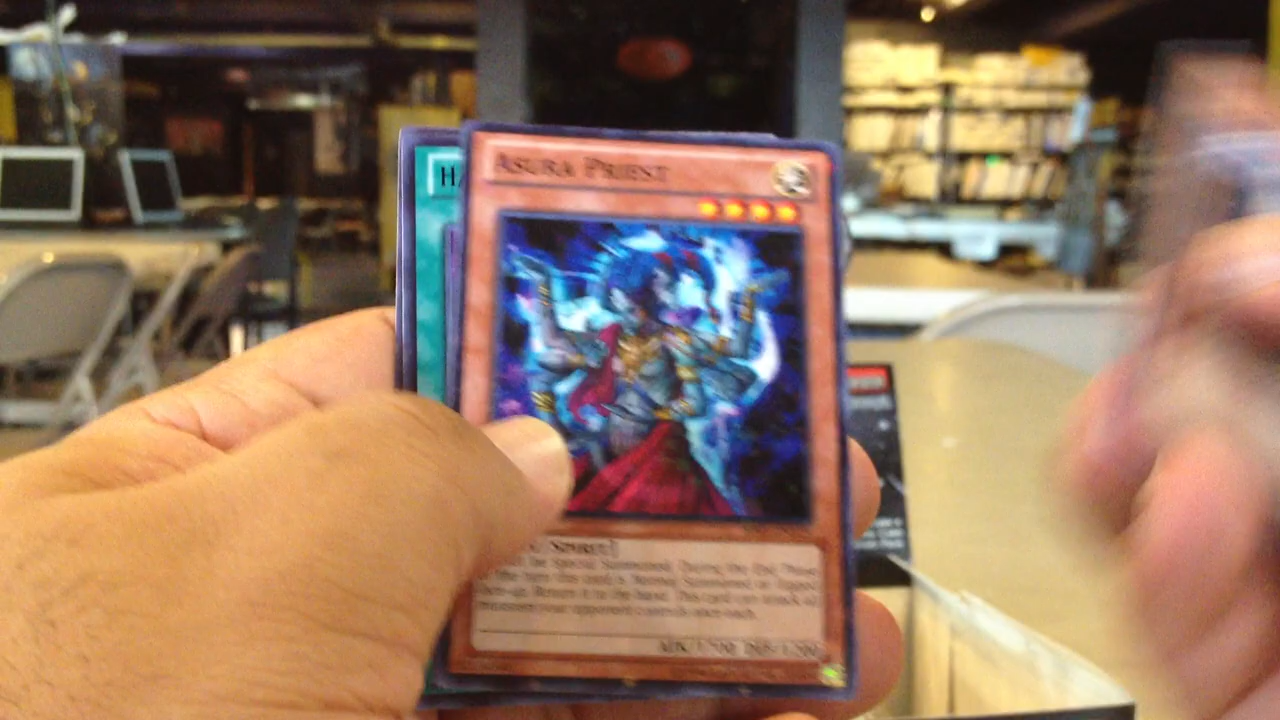 Asura Priest
Spirit]
be Special Summoned. During the End Phase
the turn this card is Normal Summoned or flipped
face-up: Return it to the hand. This card can attack all
monsters your opponent controls once each.
ATK/1700 DEF/1200